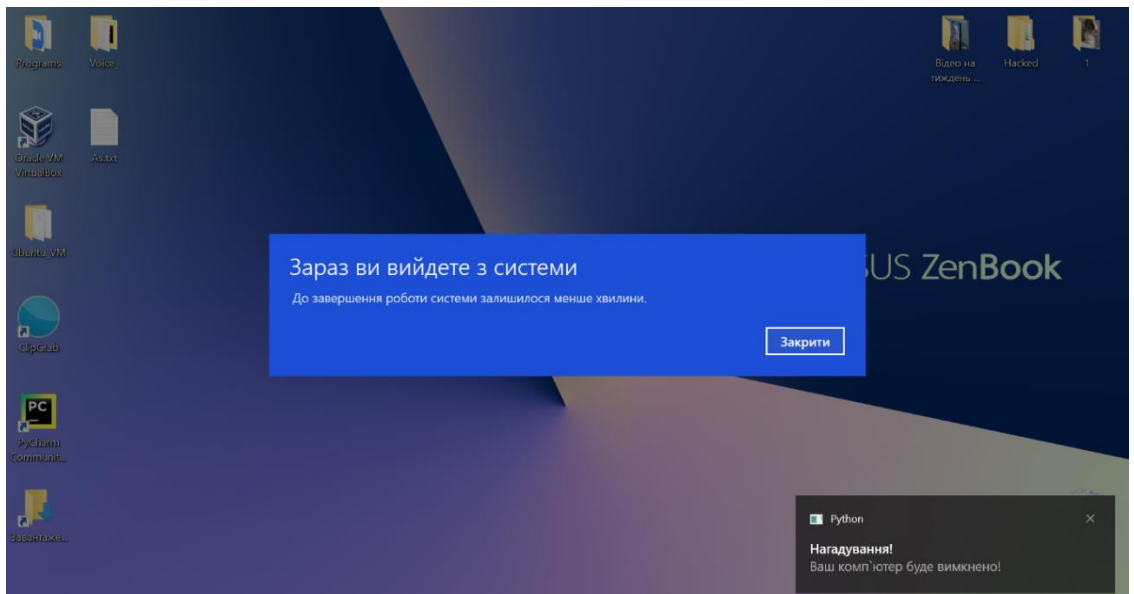 Programs
Voice_
Відео на
тиждень ...
Hacked
1
Oracle VM
VirtualBox
As.txt
Ubuntu_VM
Зараз ви вийдете з системи
До завершення роботи системи залишилося менше хвилини.
Закрити
SUS ZenBook
ClipGrab
PC
PyCharm
Communit...
Завантаже...
Python
Нагадування!
Ваш комп`ютер буде вимкнено!